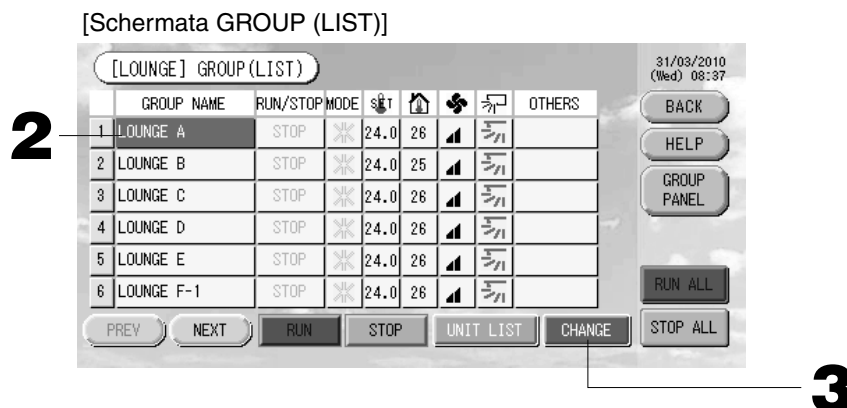 [Schermata GROUP (LIST)]
[LOUNGE] GROUP(LIST)
31/03/2010
(Wed) 08:37
GROUP NAME RUN/STOP MODE SET OTHERS
1 LOUNGE A STOP 24.0 26
2 LOUNGE B STOP 24.0 25
3 LOUNGE C STOP 24.0 26
4 LOUNGE D STOP 24.0 26
5 LOUNGE E STOP 24.0 26
6 LOUNGE F-1 STOP 24.0 26
BACK
HELP
GROUP
PANEL
RUN ALL
STOP ALL
PREV NEXT RUN STOP UNIT LIST CHANGE
2
3